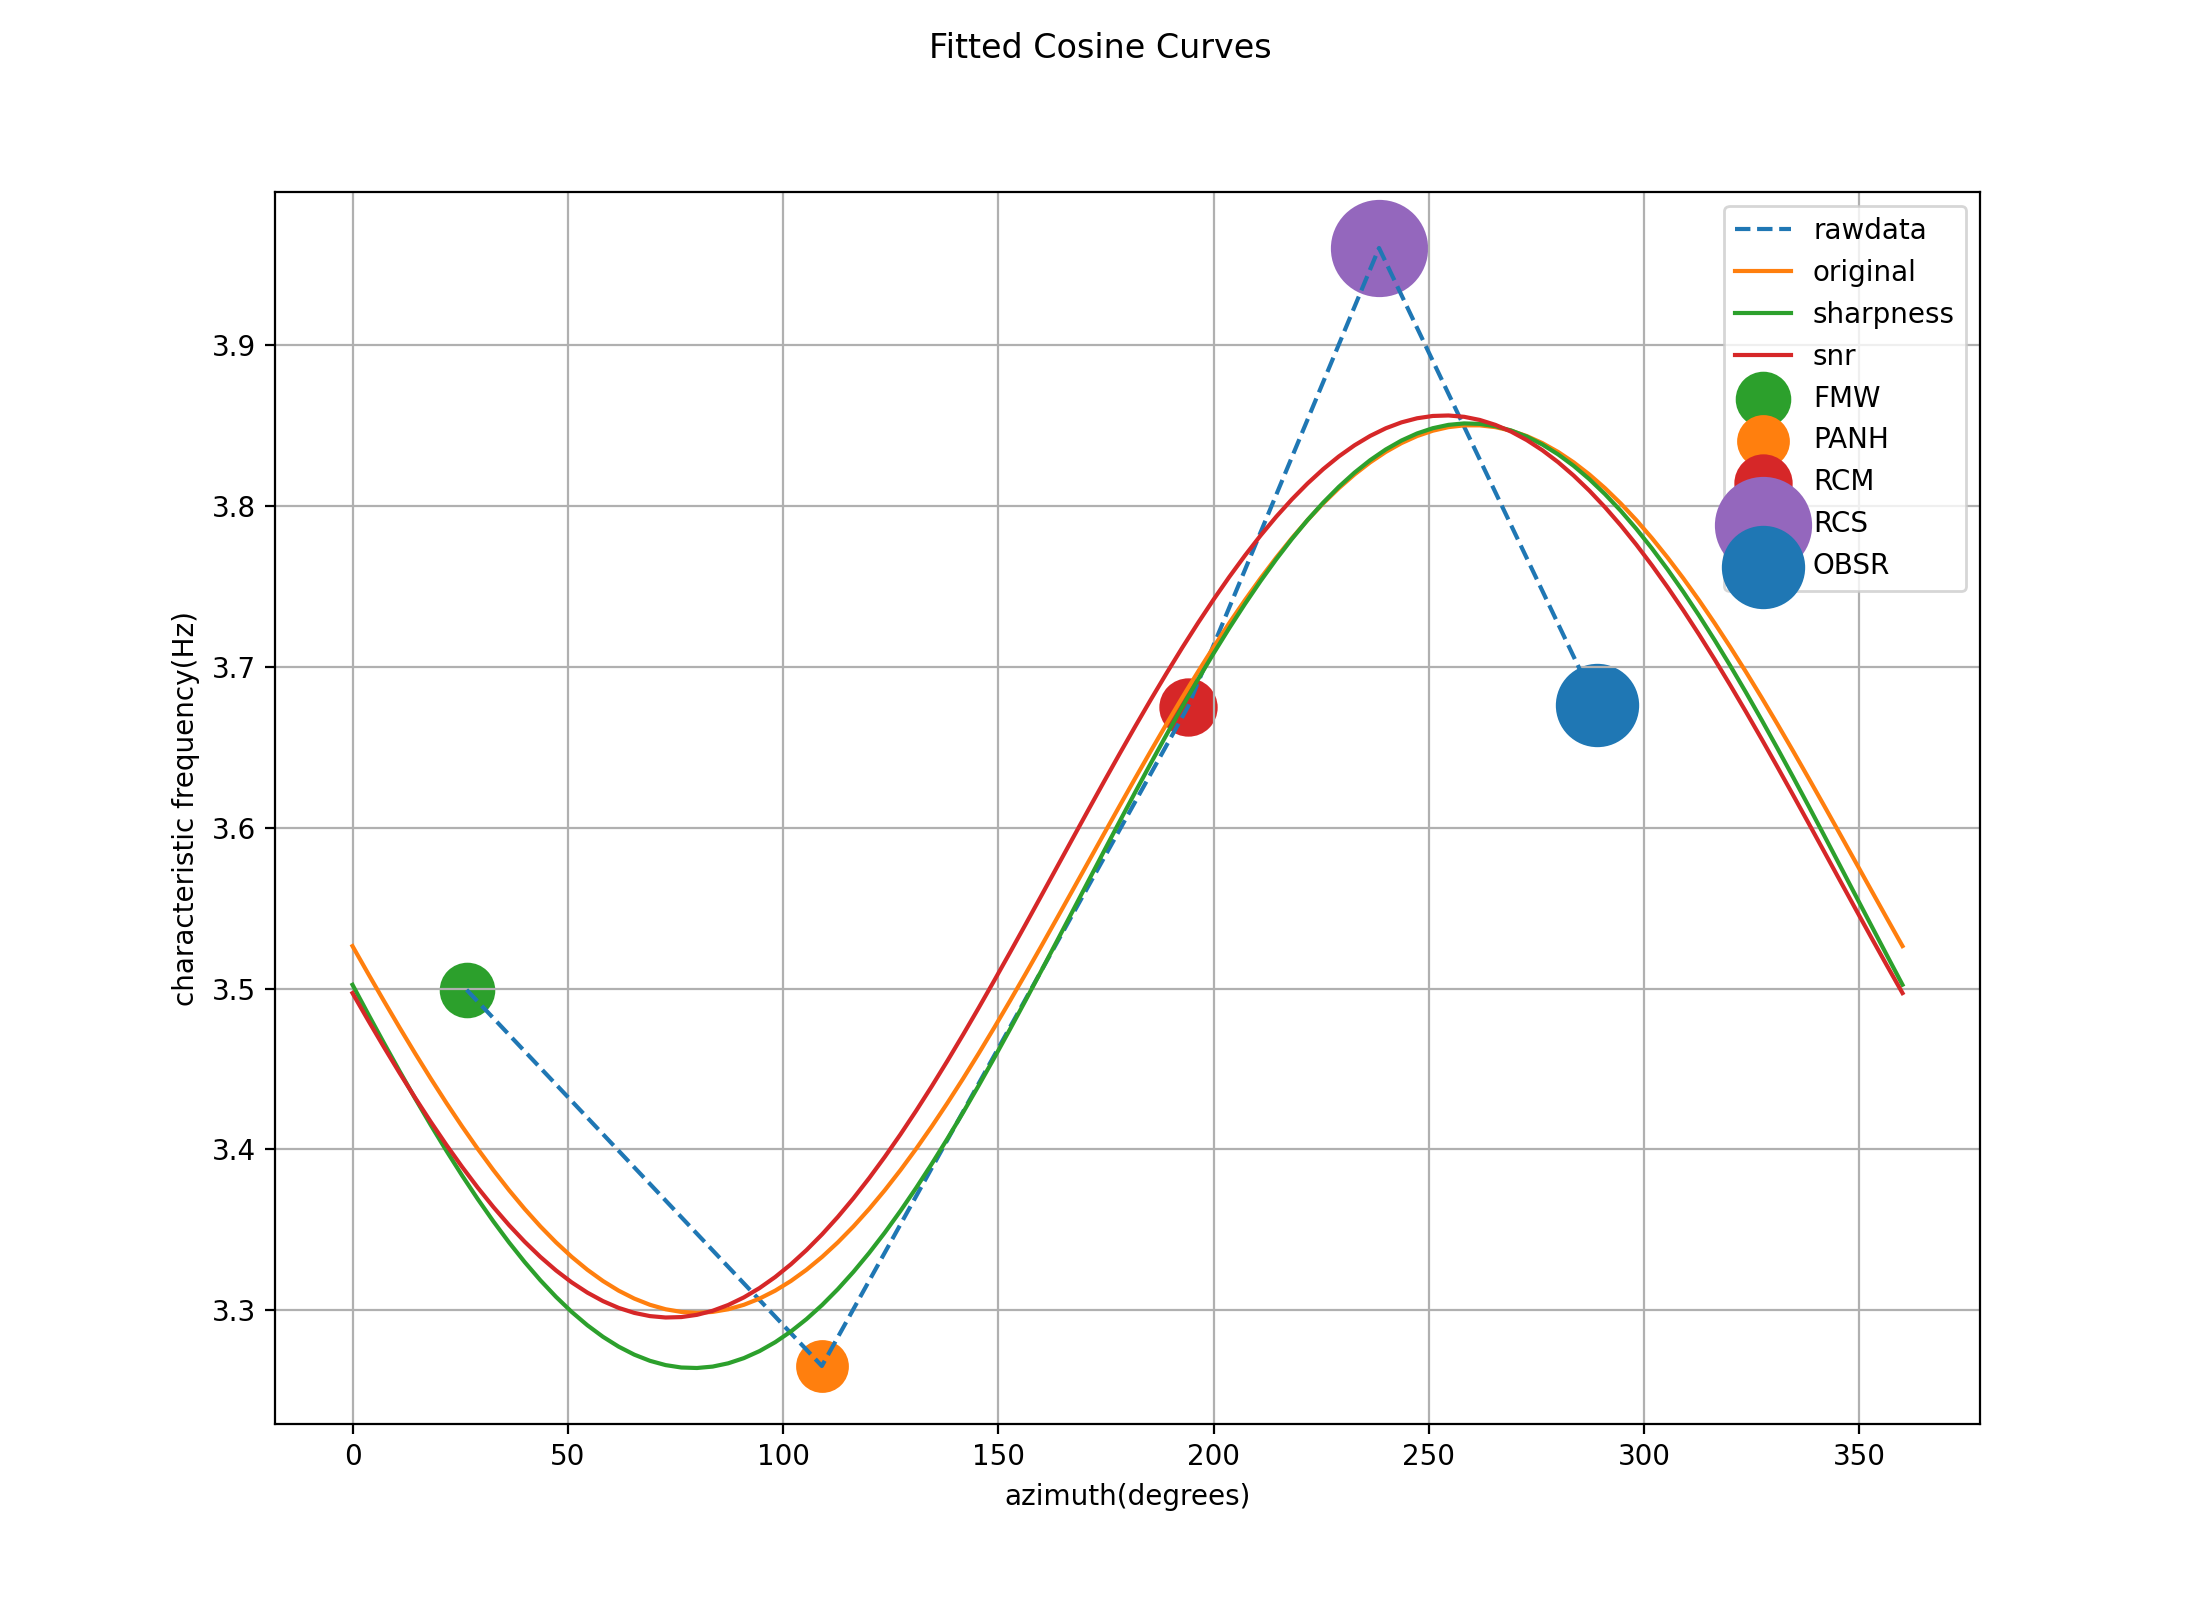 Fitted Cosine Curves
rawdata
original
sharpness
snr
FMW
PANH
RCM
RCS
OBSR
characteristic frequency(Hz)
3.9
3.8
3.7
3.6
3.5
3.4
3.3
0 50 100 150 200 250 300 350
azimuth(degrees)